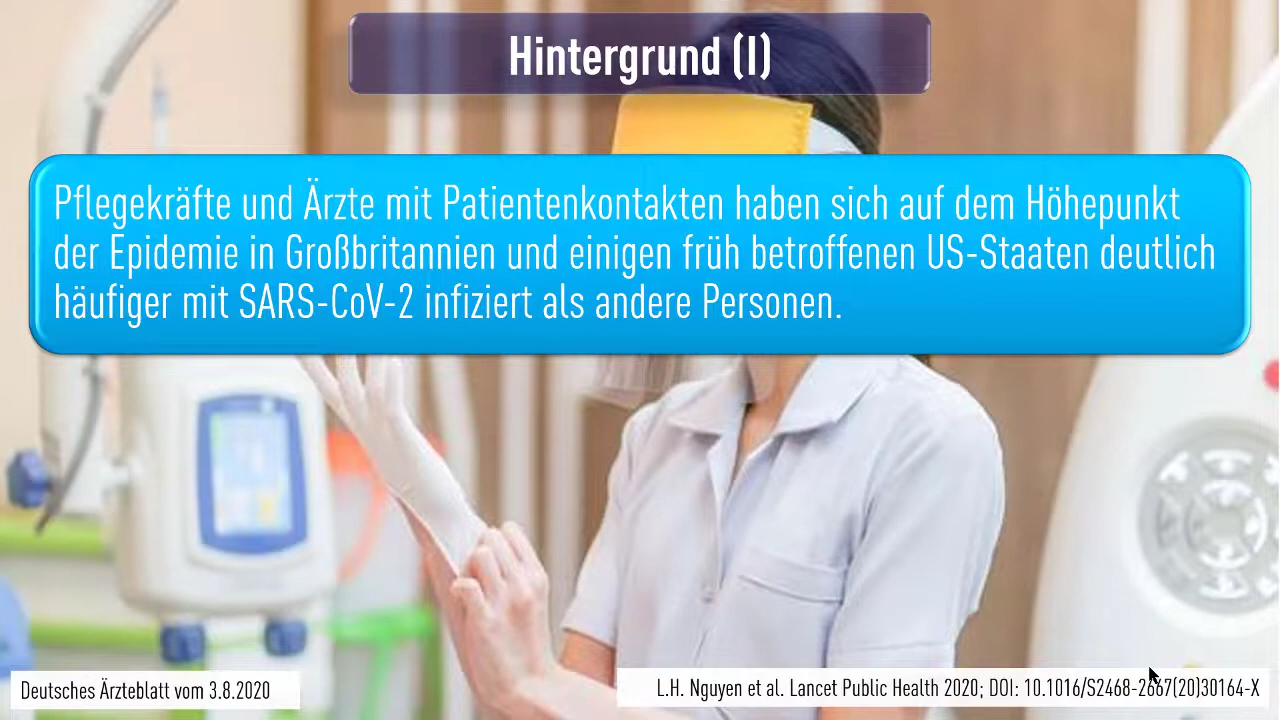 Hintergrund (I)
Pflegekräfte und Ärzte mit Patientenkontakten haben sich auf dem Höhepunkt
der Epidemie in Großbritannien und einigen früh betroffenen US-Staaten deutlich
häufiger mit SARS-CoV-2 infiziert als andere Personen.
Deutsches Ärzteblatt vom 3.8.2020
L.H. Nguyen et al. Lancet Public Health 2020; DOI: 10.1016/S2468-2667(20)30164-X